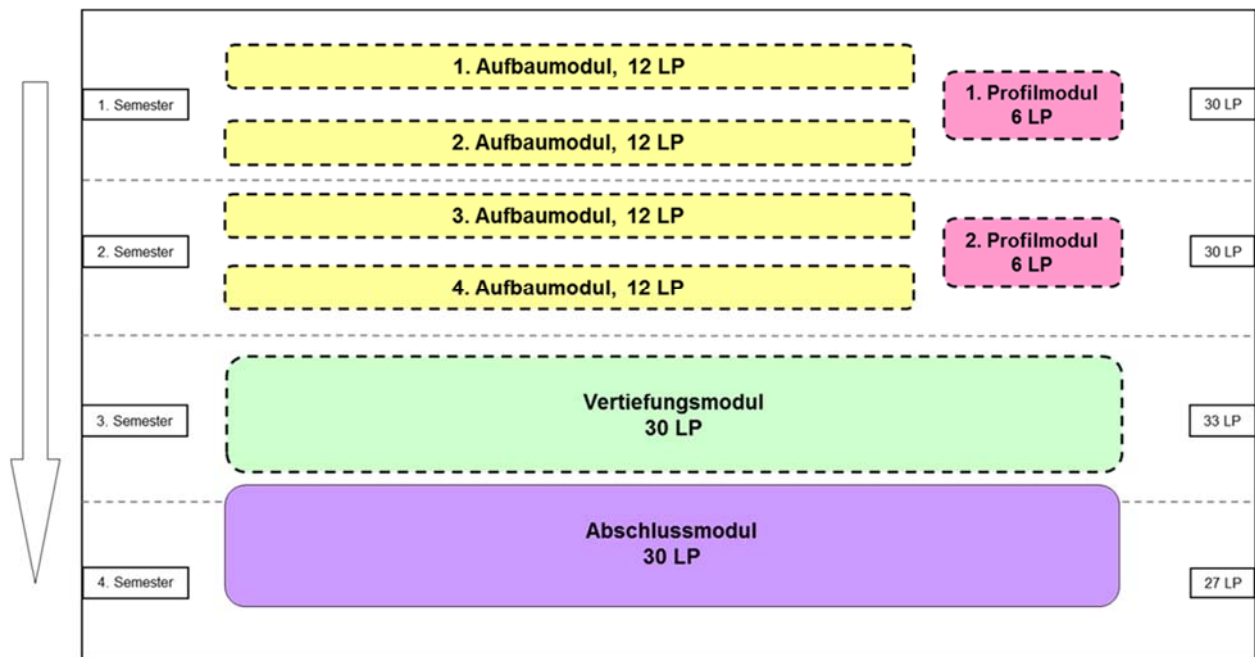 1. Aufbaumodul, 12 LP
1. Semester
1. Profilmodul
6 LP
30 LP
2. Aufbaumodul, 12 LP
3. Aufbaumodul, 12 LP
2. Semester
2. Profilmodul
6 LP
30 LP
4. Aufbaumodul, 12 LP
3. Semester
Vertiefungsmodul
30 LP
33 LP
Abschlussmodul
30 LP
4. Semester
27 LP